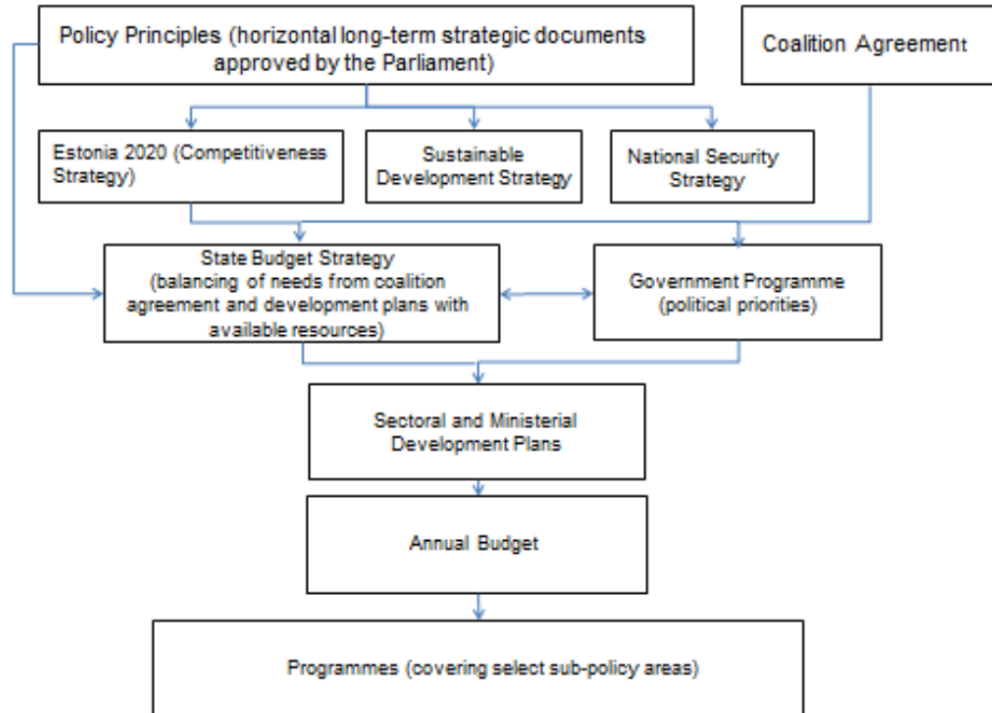 Policy Principles (horizontal long-term strategic documents
approved by the Parliament)
Coalition Agreement
Estonia 2020 (Competitiveness
Strategy)
Sustainable
Development Strategy
National Security
Strategy
State Budget Strategy
(balancing of needs from coalition
agreement and development plans with
available resources)
Government Programme
(political priorities)
Sectoral and Ministerial
Development Plans
Annual Budget
Programmes (covering select sub-policy areas)